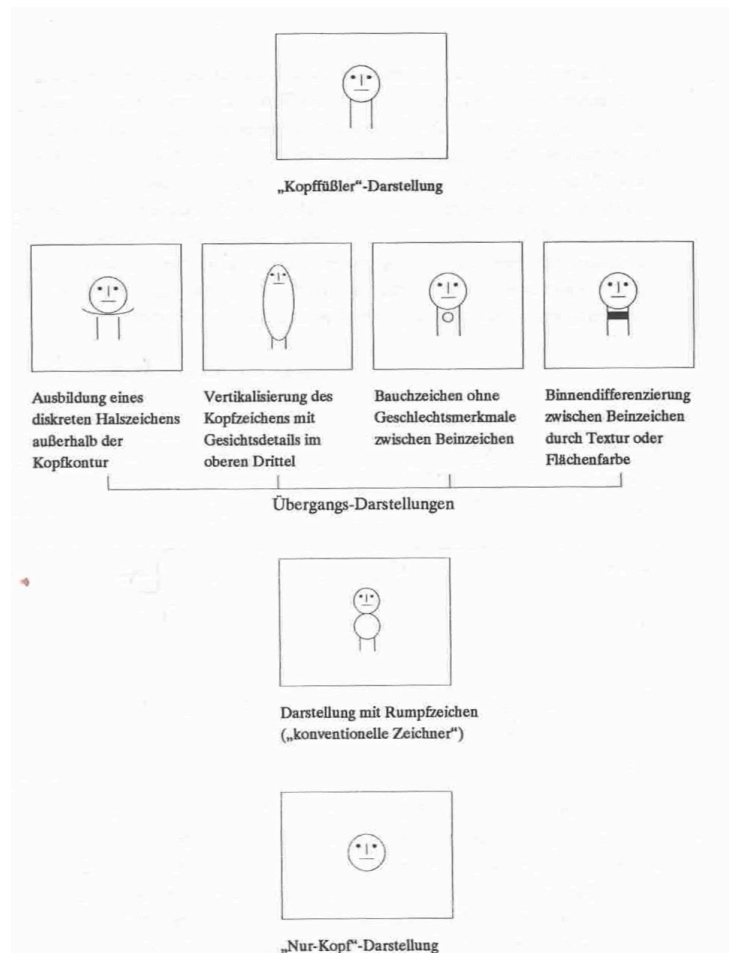 „Kopffüßler“-Darstellung
Ausbildung eines
diskreten Halszeichens
außerhalb der
Kopfkontur
Vertikalisierung des
Kopfzeichens mit
Gesichtsdetails im
oberen Drittel
Bauchzeichen ohne
Geschlechtsmerkmale
zwischen Beinzeichen
Binnendifferenzierung
zwischen Beinzeichen
durch Textur oder
Flächenfarbe
Übergangs-Darstellungen
Darstellung mit Rumpfzeichen
(„konventionelle Zeichner“)
„Nur-Kopf“-Darstellung